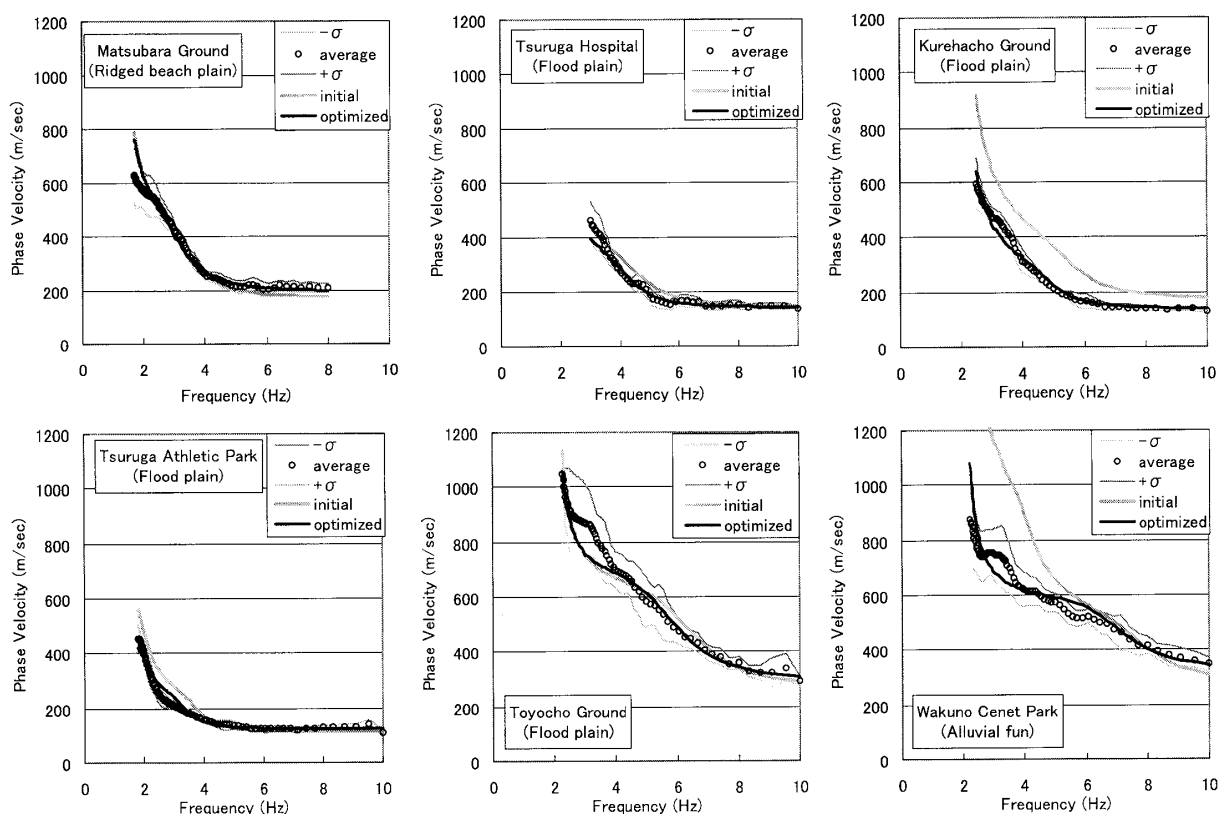 1200
1000
800
600
400
200
0
Phase Velocity (m/sec)
Matsubara Ground
(Ridged beach plain)
-σ
average
+σ
initial
optimized
0 2 4 6 8 10
Frequency (Hz)
1200
1000
800
600
400
200
0
Phase Velocity (m/sec)
Tsuruga Hospital
(Flood plain)
-σ
average
+σ
initial
optimized
0 2 4 6 8 10
Frequency (Hz)
1200
1000
800
600
400
200
0
Phase Velocity (m/sec)
Kurehacho Ground
(Flood plain)
-σ
average
+σ
initial
optimized
0 2 4 6 8 10
Frequency (Hz)
1200
1000
800
600
400
200
0
Phase Velocity (m/sec)
Tsuruga Athletic Park
(Flood plain)
-σ
average
+σ
initial
optimized
0 2 4 6 8 10
Frequency (Hz)
1200
1000
800
600
400
200
0
Phase Velocity (m/sec)
Toyocho Ground
(Flood plain)
-σ
average
+σ
initial
optimized
0 2 4 6 8 10
Frequency (Hz)
1200
1000
800
600
400
200
0
Phase Velocity (m/sec)
Wakuno Cenet Park
(Alluvial fun)
-σ
average
+σ
initial
optimized
0 2 4 6 8 10
Frequency (Hz)